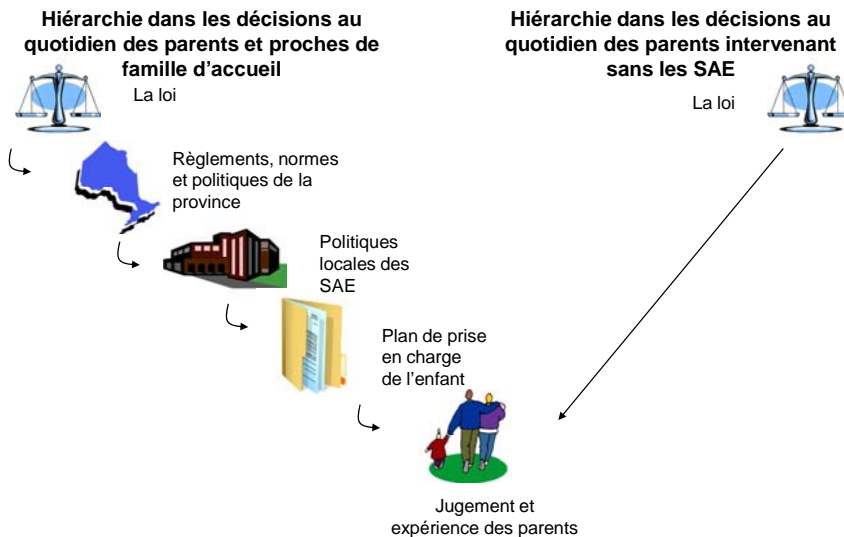 Hiérarchie dans les décisions au
quotidien des parents et proches de
famille d'accueil
La loi
Hiérarchie dans les décisions au
quotidien des parents intervenant
sans les SAE
La loi
Règlements, normes
et politiques de la
province
Politiques
locales des
SAE
Plan de prise
en charge
de l'enfant
Jugement et
expérience des parents